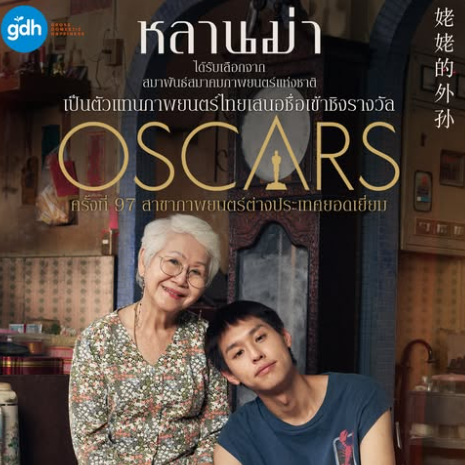 gdh
GROSS
DOMESTIC
HAPPINESS
หลานม่า
姥姥的外孙
ได้รับเลือกจาก
สมาพันธ์สมาคมภาพยนตร์แห่งชาติ
เป็นตัวแทนภาพยนตร์ไทยเสนอชื่อเข้าชิงรางวัล
OSCARS
ครั้งที่ 97 สาขาภาพยนตร์ต่างประเทศยอดเยี่ยม